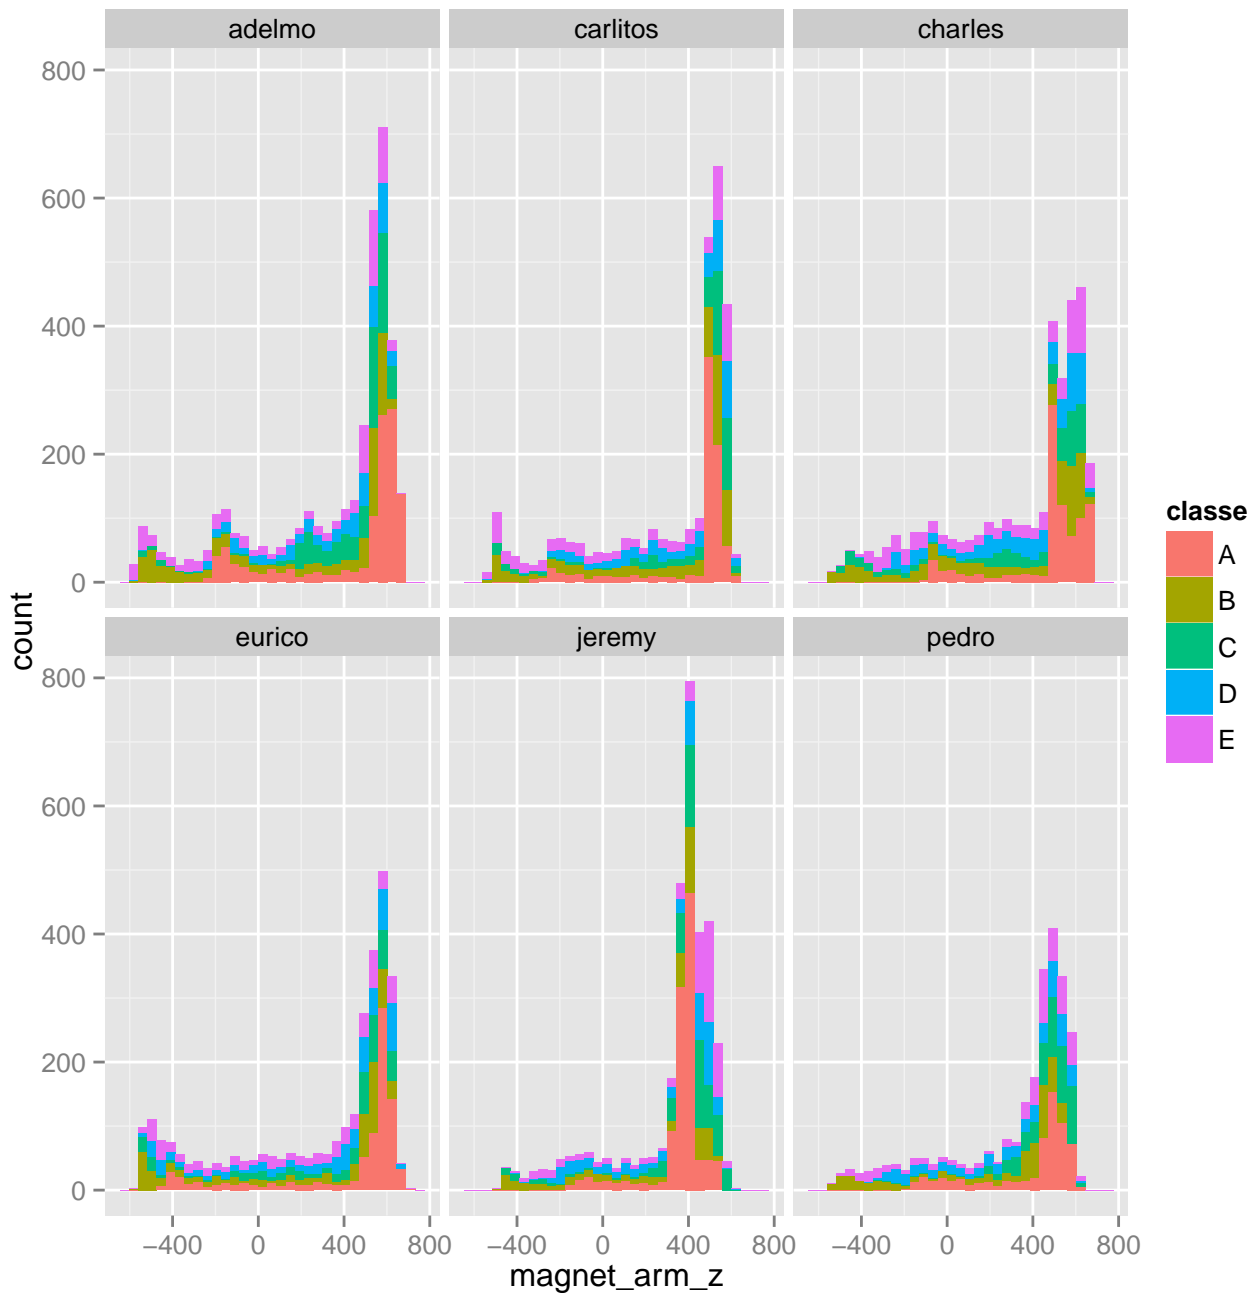 adelmo carlitos charles
800
600
400
200
0
eurico jeremy pedro
800
600
400
200
0
−400 0 400 800 −400 0 400 800 −400 0 400 800
magnet_arm_z
count
classe
A
B
C
D
E